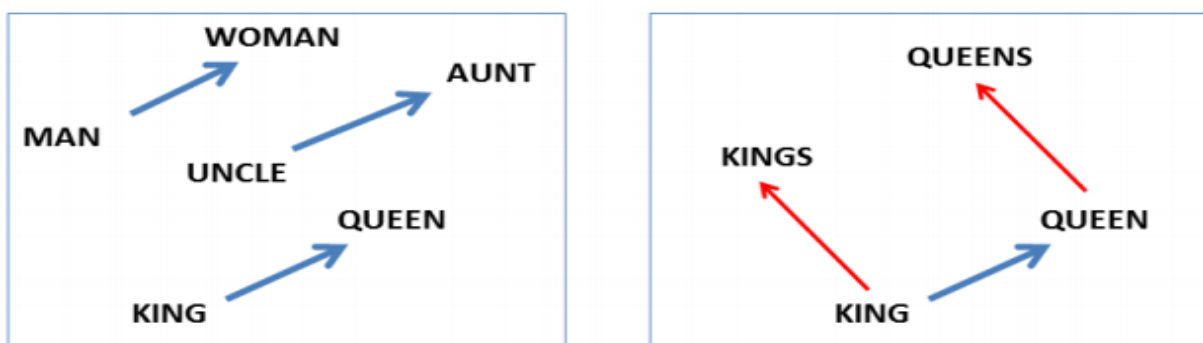 WOMAN
AUNT
MAN
UNCLE
QUEEN
KING
QUEENS
KINGS
QUEEN
KING